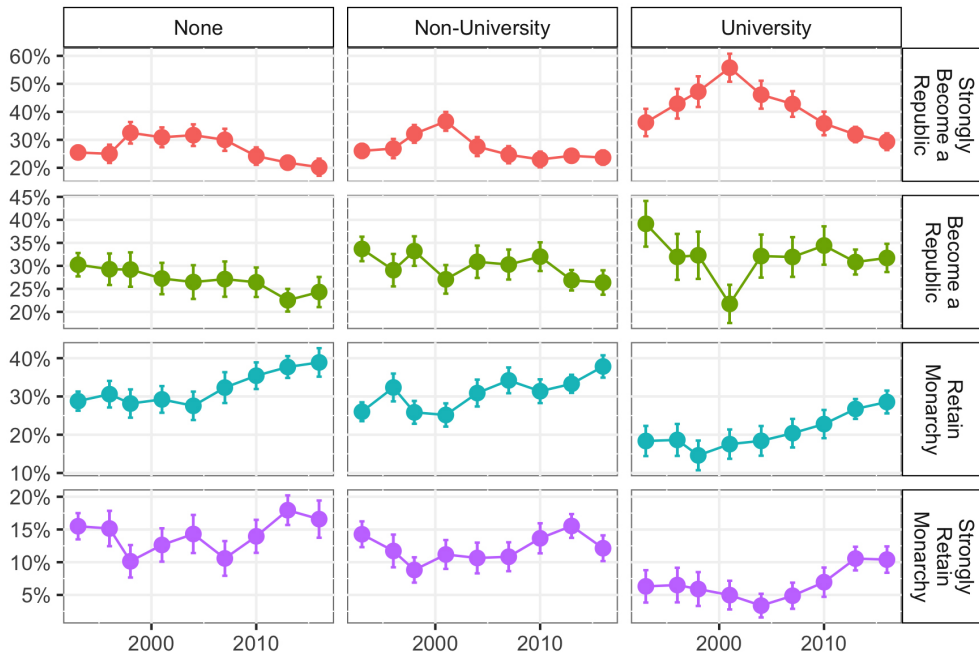 None
Non-University
University
60%
50%
40%
30%
20%
Strongly
Become a
Republic
45%
40%
35%
30%
25%
20%
Become a
Republic
40%
30%
20%
10%
Retain
Monarchy
20%
15%
10%
5%
Strongly
Retain
Monarchy
2000
2010
2000
2010
2000
2010